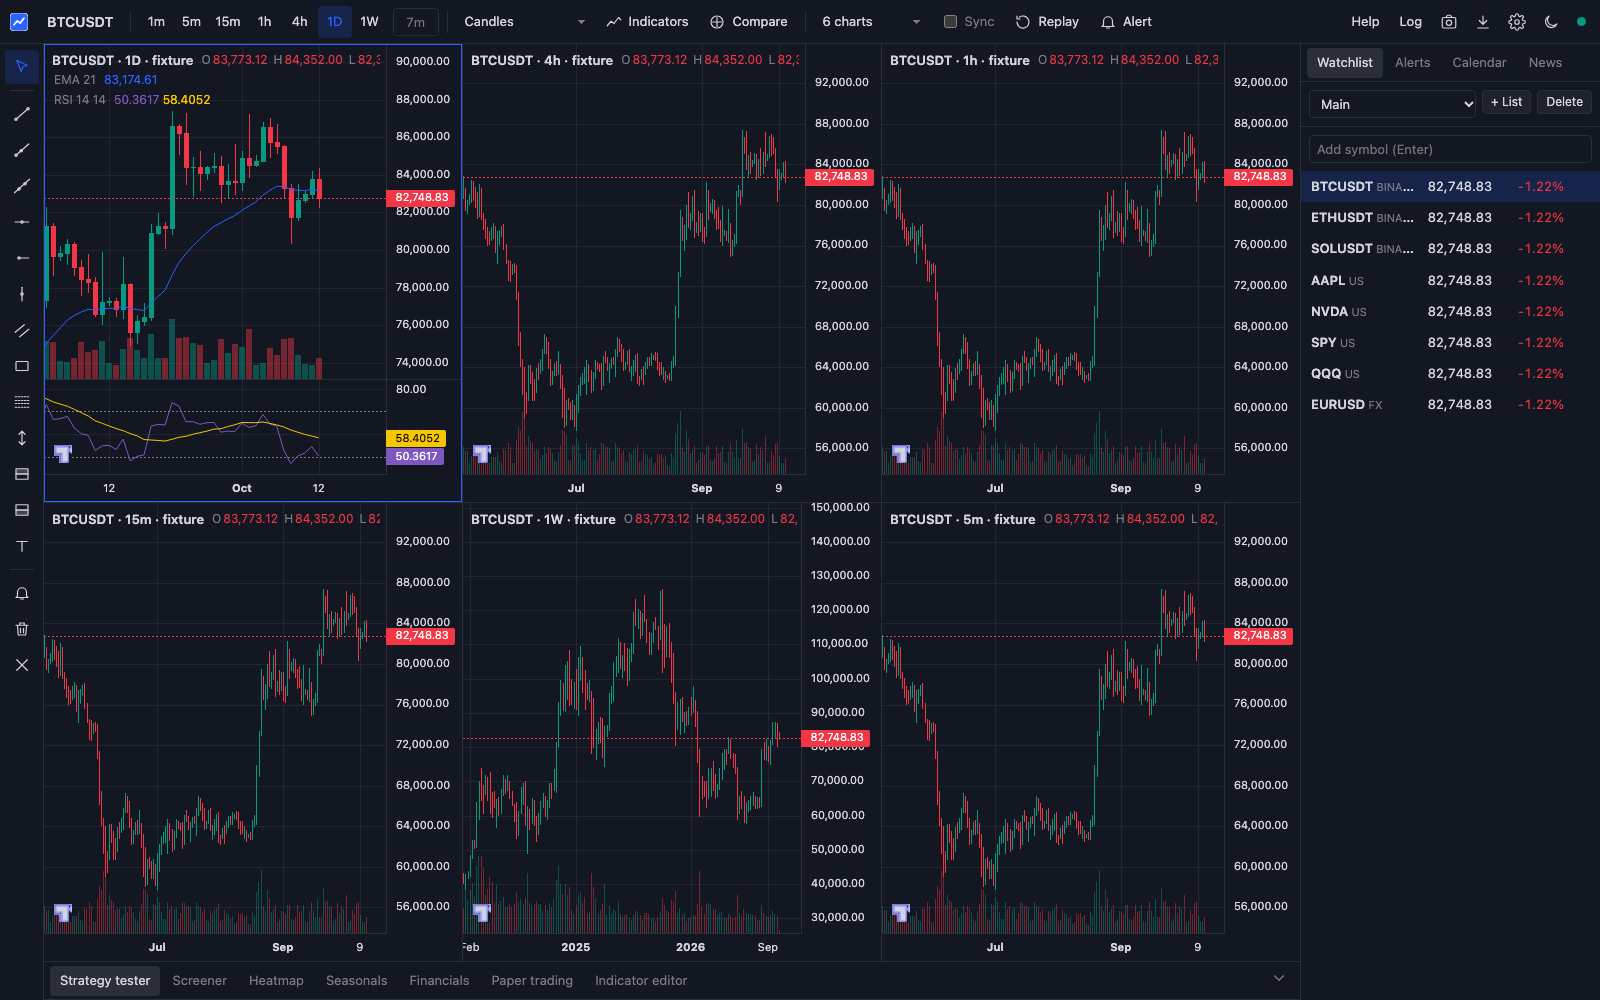 BTCUSDT 1m 5m 15m 1h 4h 1D 1W 7m Candles Indicators Compare 6 charts Sync Replay Alert Help Log
BTCUSDT · 1D · fixture O 83,773.12 H 84,352.00 L 82,3
EMA 21 83,174.61
RSI 14 14 50.3617 58.4052
90,000.00
88,000.00
86,000.00
84,000.00
82,748.83
82,000.00
80,000.00
78,000.00
76,000.00
74,000.00
80.00
58.4052
50.3617
12 Oct 12
BTCUSDT · 4h · fixture O 83,773.12 H 84,352.00 L 82,3
92,000.00
88,000.00
84,000.00
82,748.83
80,000.00
76,000.00
72,000.00
68,000.00
64,000.00
60,000.00
56,000.00
Jul Sep 9
BTCUSDT · 1h · fixture O 83,773.12 H 84,352.00 L 82,3
92,000.00
88,000.00
84,000.00
82,748.83
80,000.00
76,000.00
72,000.00
68,000.00
64,000.00
60,000.00
56,000.00
Jul Sep 9
BTCUSDT · 15m · fixture O 83,773.12 H 84,352.00 L 82
92,000.00
88,000.00
84,000.00
82,748.83
80,000.00
76,000.00
72,000.00
68,000.00
64,000.00
60,000.00
56,000.00
Jul Sep 9
BTCUSDT · 1W · fixture O 83,773.12 H 84,352.00 L 82,
150,000.00
140,000.00
130,000.00
120,000.00
110,000.00
100,000.00
90,000.00
82,748.83
80,000.00
70,000.00
60,000.00
50,000.00
40,000.00
30,000.00
Feb 2025 2026 Sep
BTCUSDT · 5m · fixture O 83,773.12 H 84,352.00 L 82,
92,000.00
88,000.00
84,000.00
82,748.83
80,000.00
76,000.00
72,000.00
68,000.00
64,000.00
60,000.00
56,000.00
Jul Sep 9
Watchlist Alerts Calendar News
Main + List Delete
Add symbol (Enter)
BTCUSDT BINA... 82,748.83 -1.22%
ETHUSDT BINA... 82,748.83 -1.22%
SOLUSDT BINA... 82,748.83 -1.22%
AAPL US 82,748.83 -1.22%
NVDA US 82,748.83 -1.22%
SPY US 82,748.83 -1.22%
QQQ US 82,748.83 -1.22%
EURUSD FX 82,748.83 -1.22%
Strategy tester Screener Heatmap Seasonals Financials Paper trading Indicator editor